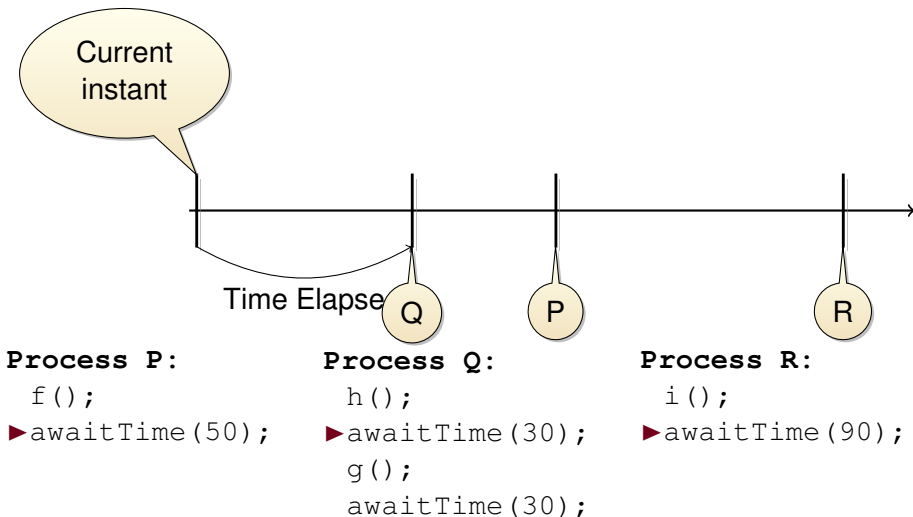 Current
instant
Time Elapse
Q
P
R
Process P:
f();
►awaitTime(50);
Process Q:
h();
►awaitTime(30);
g();
awaitTime(30);
Process R:
i();
►awaitTime(90);